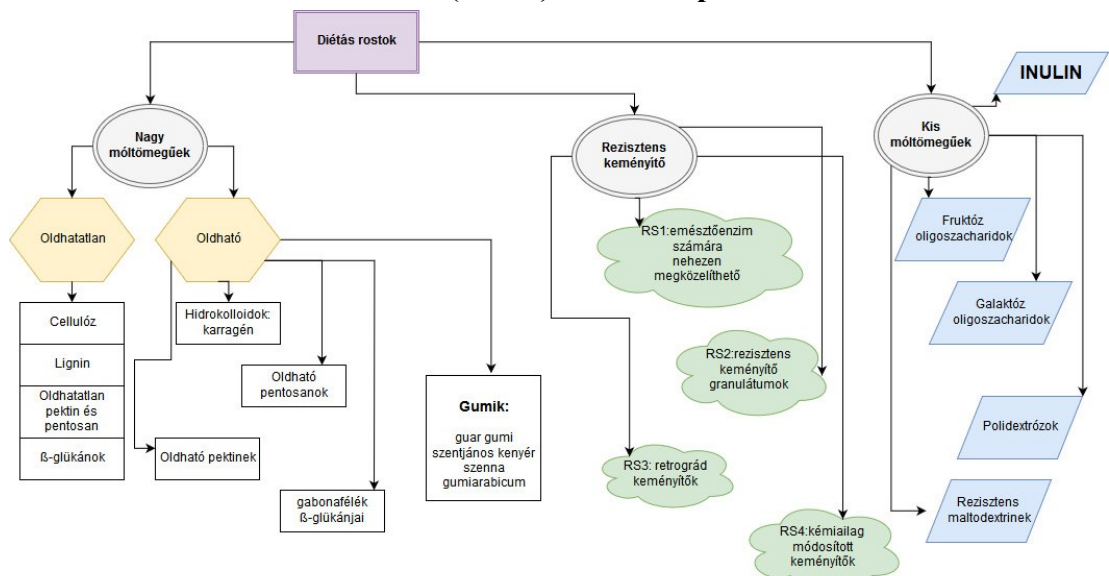 Diétás rostok
Nagy
móltömegűek
Rezisztens
keményítő
Kis
móltömegűek
INULIN
Oldhatatlan
Oldható
Cellulóz
Lignin
Oldhatatlan
pektin és
pentosan
ß-glükánok
Oldható pektinek
Hidrokolloidok:
karragén
Oldható
pentosanok
gabonafélék
ß-glükánjai
Gumik:
guar gumi
szentjános kenyér
szenna
gumiarabicum
RS1:emésztőenzim
számára
nehezen
megközelíthető
RS2:rezisztens
keményítő
granulátumok
RS3: retrográd
keményítők
RS4:kémiailag
módosított
keményítők
Fruktóz
oligoszacharidok
Galaktóz
oligoszacharidok
Polidextrózok
Rezisztens
maltodextrinek